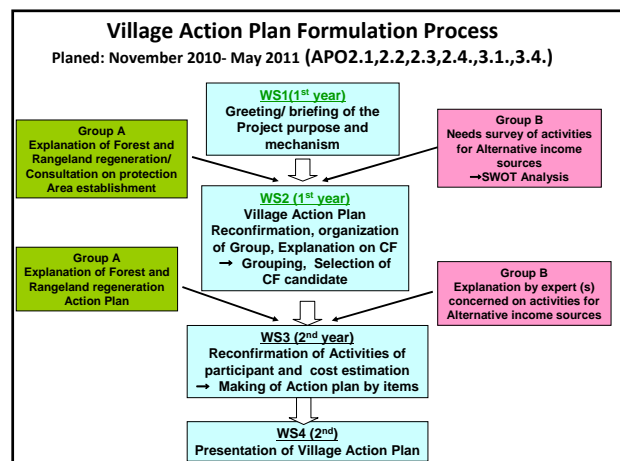 Village Action Plan Formulation Process
Planed: November 2010- May 2011 (APO2.1,2.2,2.3,2.4.,3.1.,3.4.)
WS1(1st year)
Greeting/ briefing of the
Project purpose and
mechanism
Group A
Explanation of Forest and
Rangeland regeneration/
Consultation on protection
Area establishment
Group B
Needs survey of activities
for Alternative income
sources
→SWOT Analysis
WS2 (1st year)
Village Action Plan
Reconfirmation, organization
of Group, Explanation on CF
→ Grouping, Selection of
CF candidate
Group A
Explanation of Forest and
Rangeland regeneration
Action Plan
Group B
Explanation by expert (s)
concerned on activities for
Alternative income sources
WS3 (2nd year)
Reconfirmation of Activities of
participant and cost estimation
→ Making of Action plan by items
WS4 (2nd)
Presentation of Village Action Plan